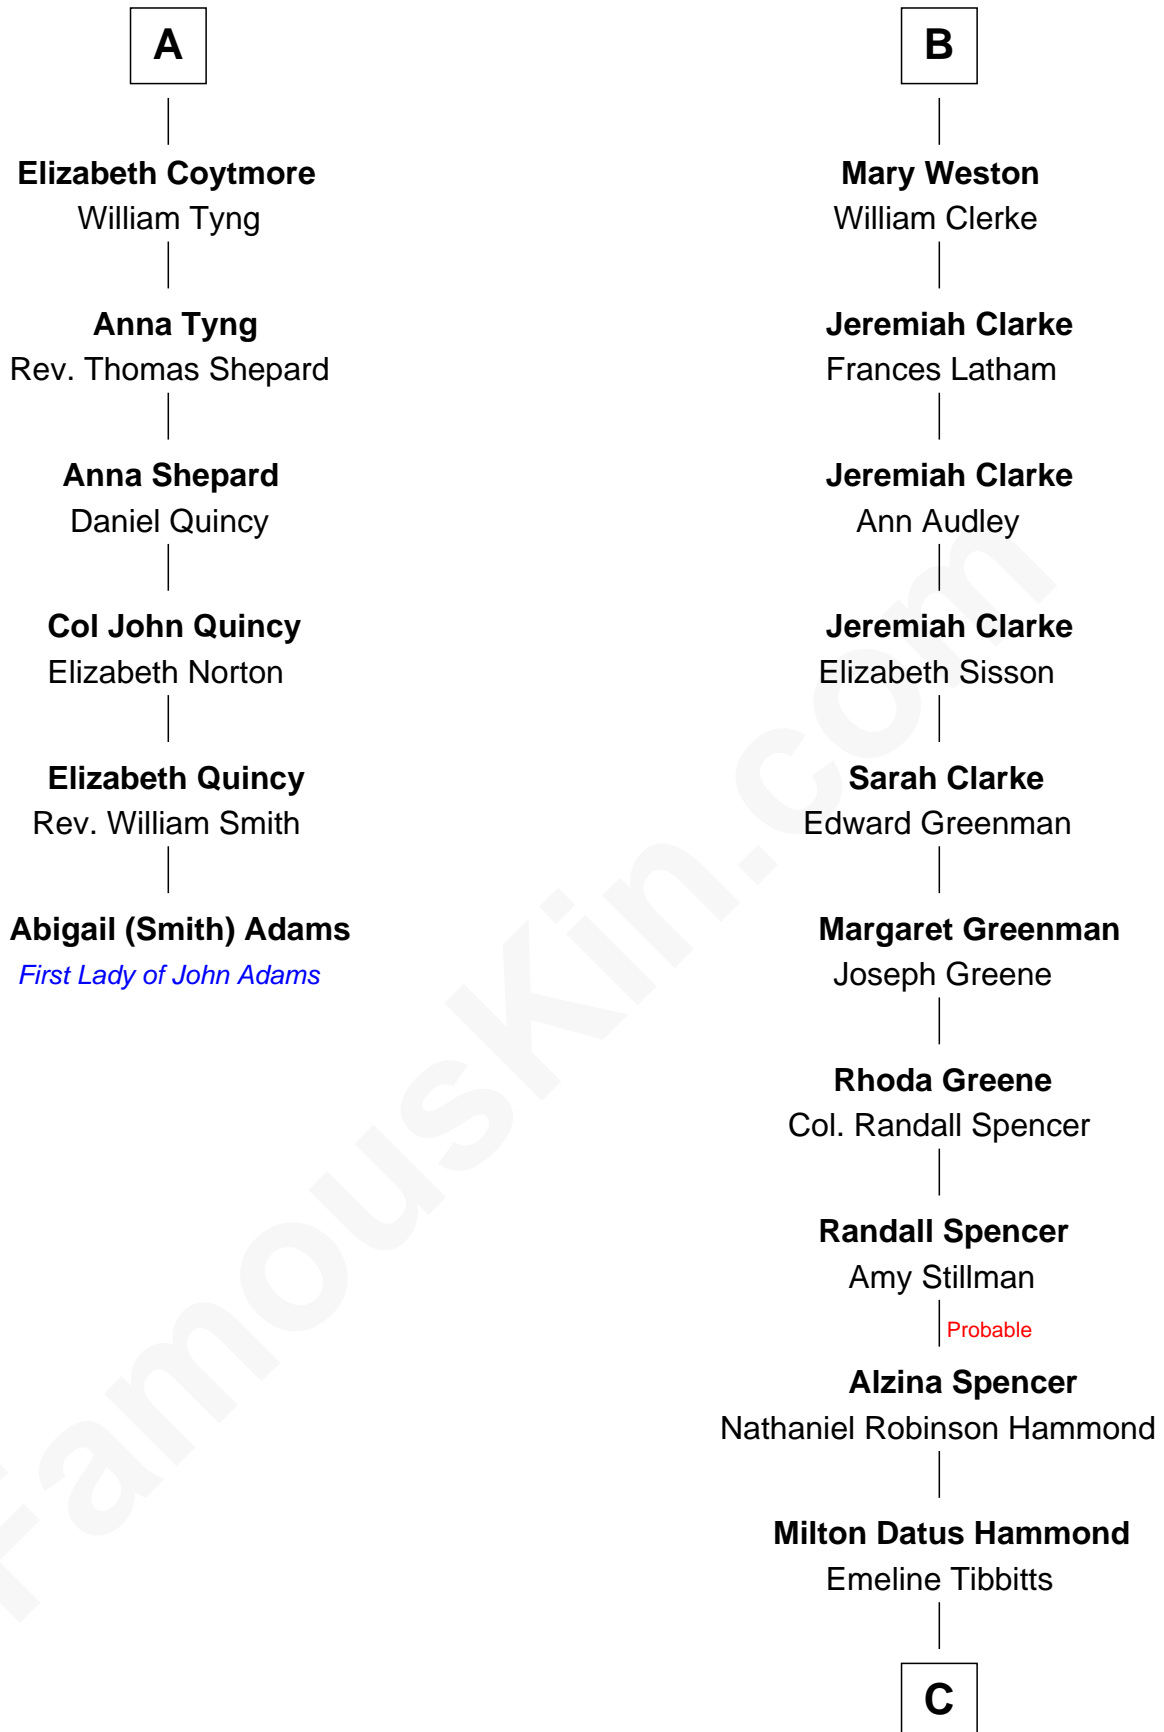 A
Elizabeth Coytmore
William Tyng
Anna Tyng
Rev. Thomas Shepard
Anna Shepard
Daniel Quincy
Col John Quincy
Elizabeth Norton
Elizabeth Quincy
Rev. William Smith
Abigail (Smith) Adams
First Lady of John Adams
B
Mary Weston
William Clerke
Jeremiah Clarke
Frances Latham
Jeremiah Clarke
Ann Audley
Jeremiah Clarke
Elizabeth Sisson
Sarah Clarke
Edward Greenman
Margaret Greenman
Joseph Greene
Rhoda Greene
Col. Randall Spencer
Randall Spencer
Amy Stillman
Probable
Alzina Spencer
Nathaniel Robinson Hammond
Milton Datus Hammond
Emeline Tibbitts
C
FamousKin.com